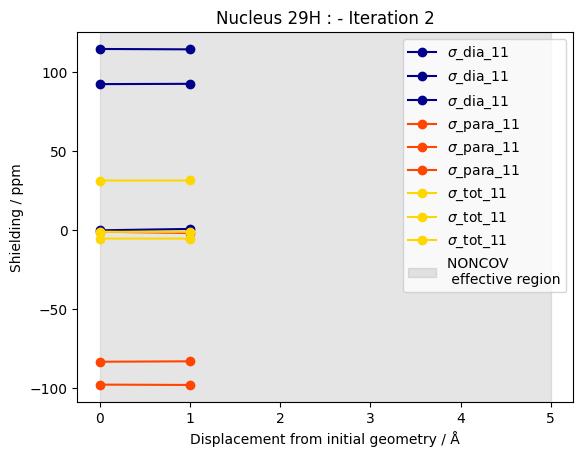 Nucleus 29H : - Iteration 2
Shielding / ppm
100
50
0
−50
−100
σ_dia_11
σ_dia_11
σ_dia_11
σ_para_11
σ_para_11
σ_para_11
σ_tot_11
σ_tot_11
σ_tot_11
NONCOV
effective region
0 1 2 3 4 5
Displacement from initial geometry / Å